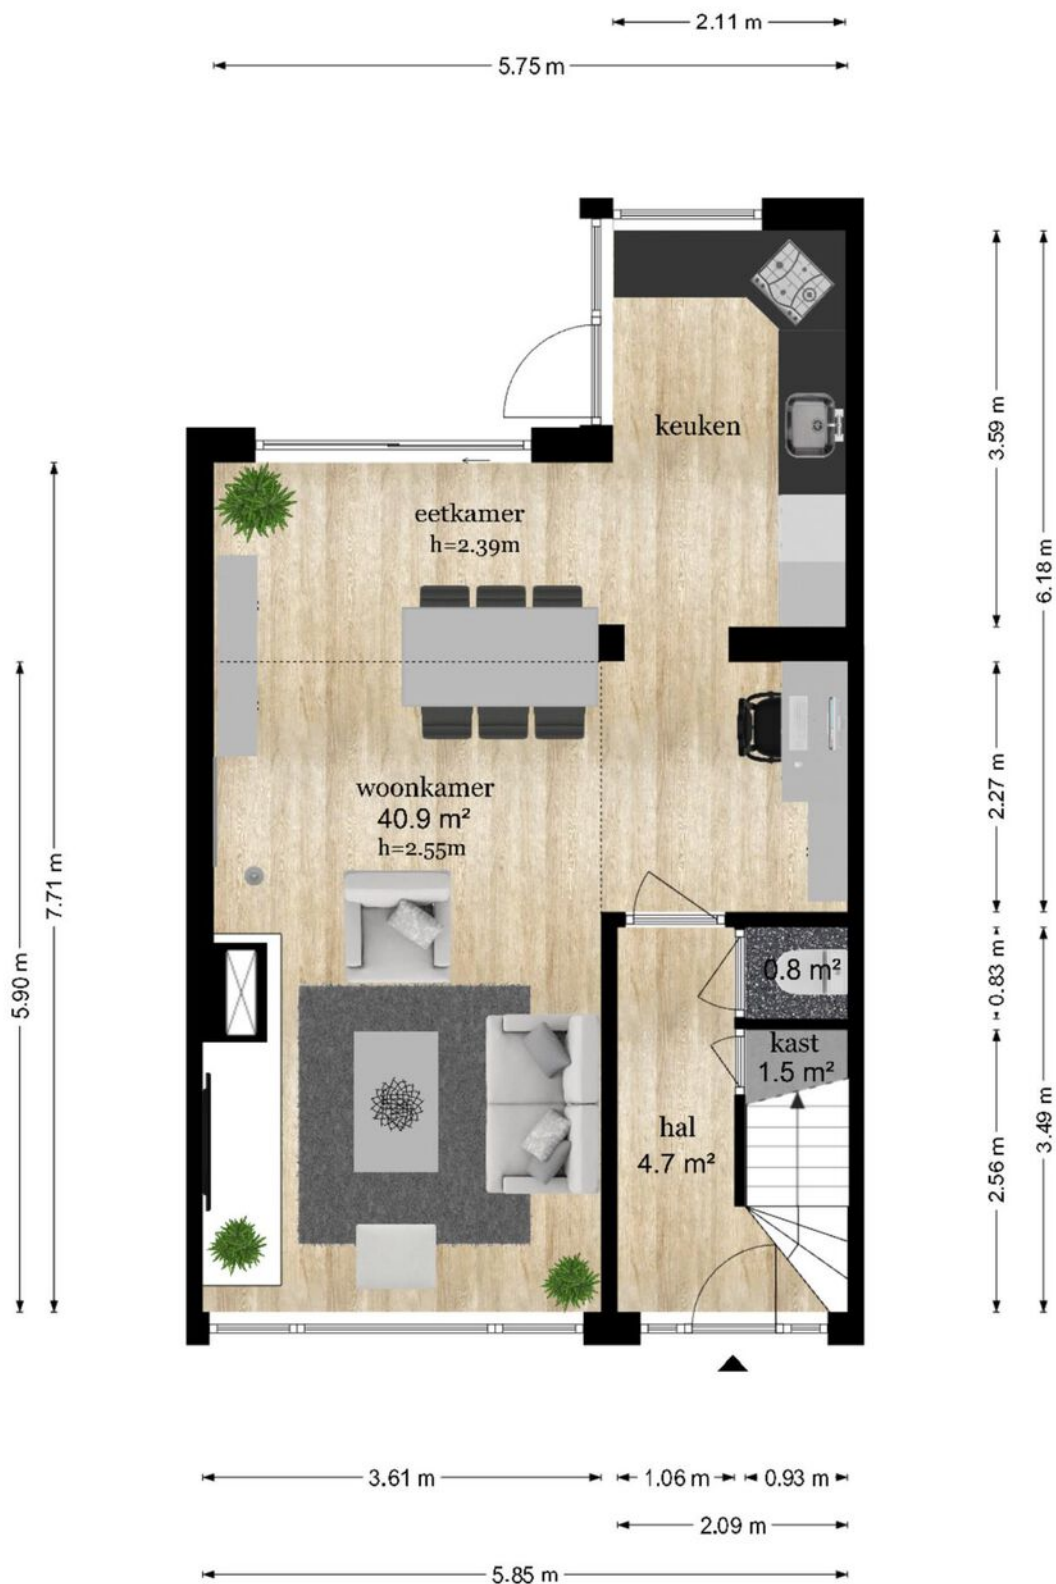 2.11 m
5.75 m
keuken
3.59 m
eetkamer
h=2.39m
6.18 m
2.27 m
woonkamer
40.9 m²
h=2.55m
7.71 m
5.90 m
0.8 m²
0.83 m
kast
1.5 m²
hal
4.7 m²
2.56 m
3.49 m
3.61 m
1.06 m
0.93 m
2.09 m
5.85 m